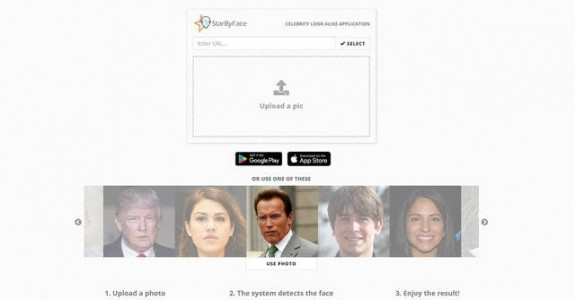 StarByFace
CELEBRITY LOOK ALIKE APPLICATION
Enter URL...
SELECT
Upload a pic
GET IT ON
Google Play
Download on the
App Store
OR USE ONE OF THESE
USE PHOTO
1. Upload a photo
2. The system detects the face
3. Enjoy the result!